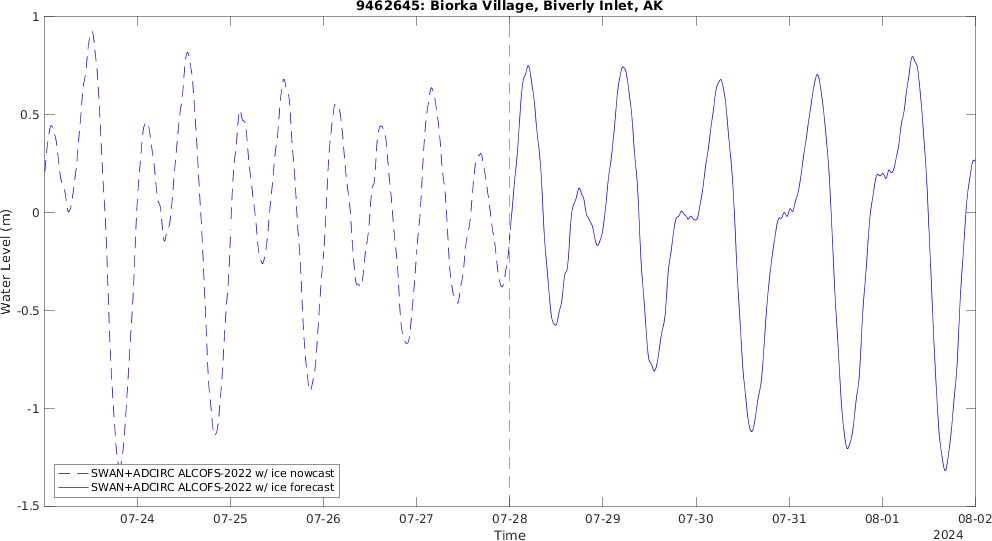 9462645: Biorka Village, Biverly Inlet, AK
1
0.5
0
-0.5
-1
-1.5
Water Level (m)
SWAN+ADCIRC ALCOFS-2022 w/ ice nowcast
SWAN+ADCIRC ALCOFS-2022 w/ ice forecast
07-24 07-25 07-26 07-27 07-28 07-29 07-30 07-31 08-01 08-02
Time
2024